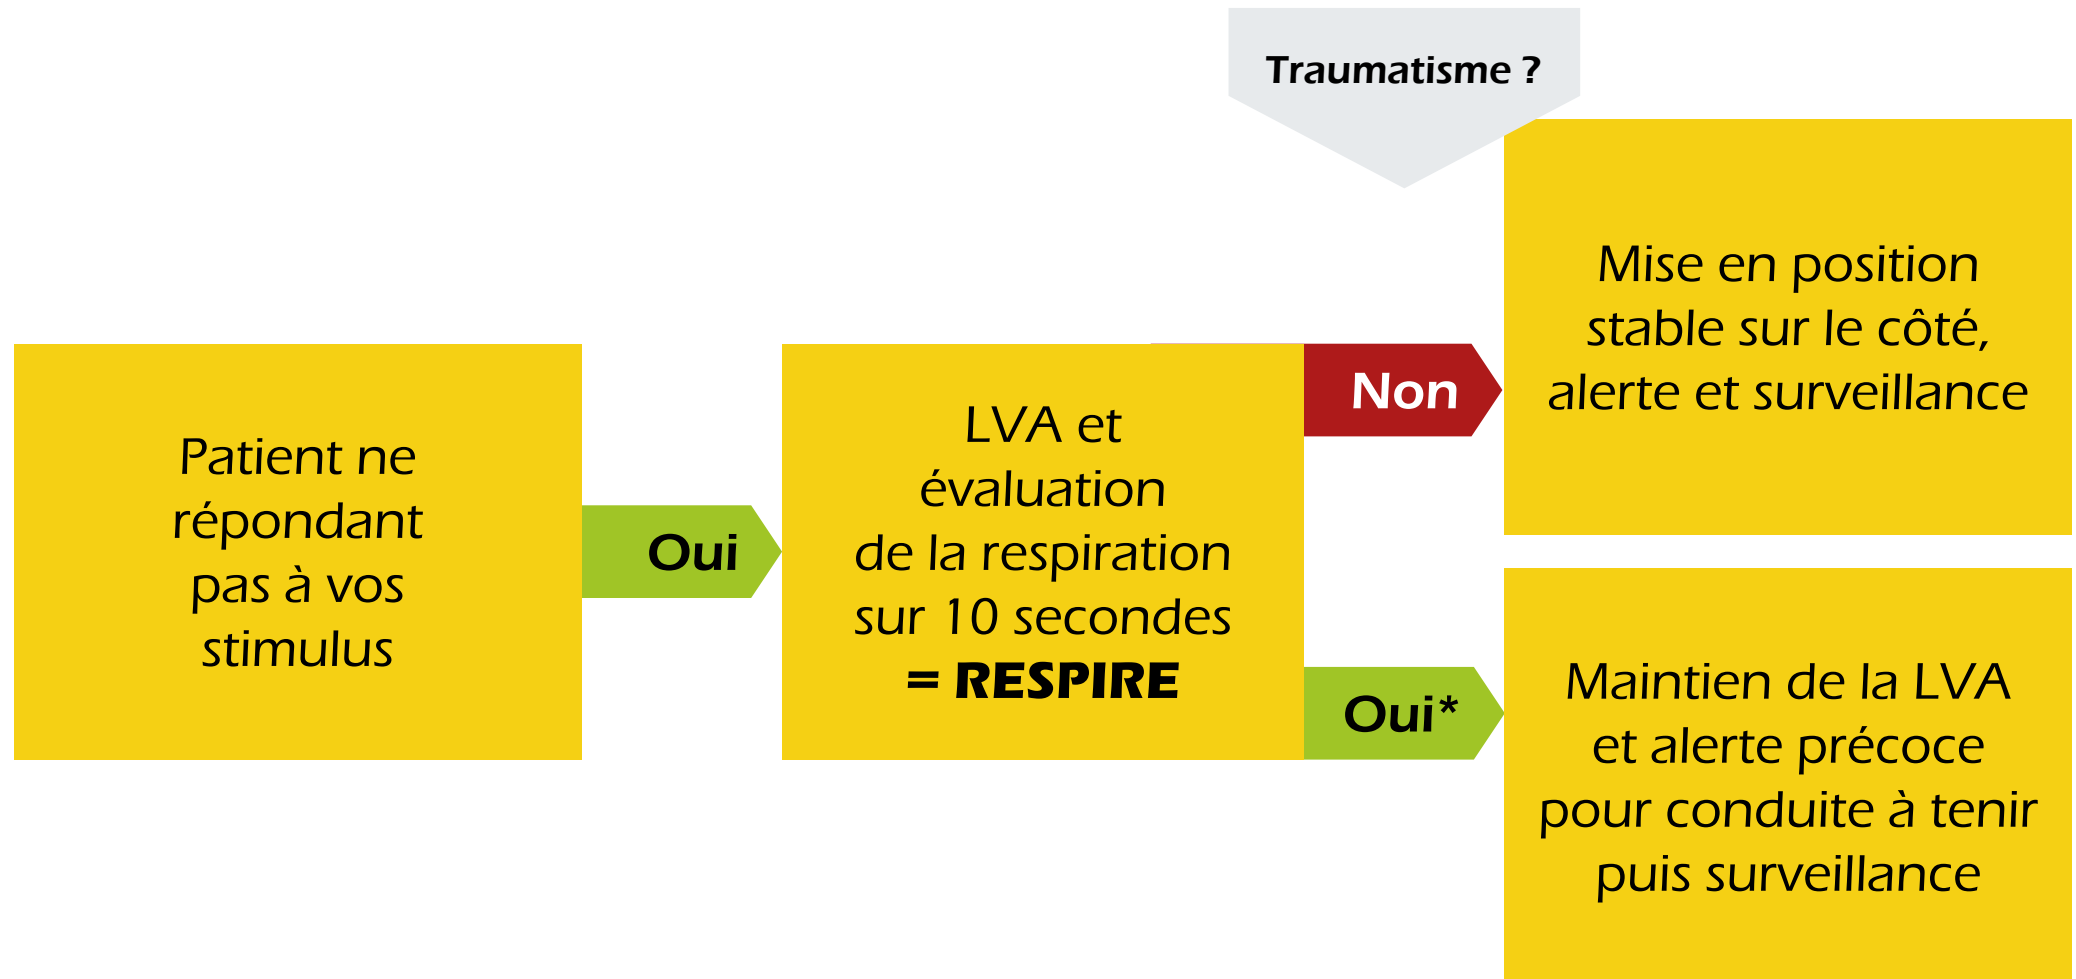 Traumatisme ?
Patient ne
répondant
pas à vos
stimulus
Oui
LVA et
évaluation
de la respiration
sur 10 secondes
= RESPIRE
Non
Mise en position
stable sur le côté,
alerte et surveillance
Oui*
Maintien de la LVA
et alerte précoce
pour conduite à tenir
puis surveillance